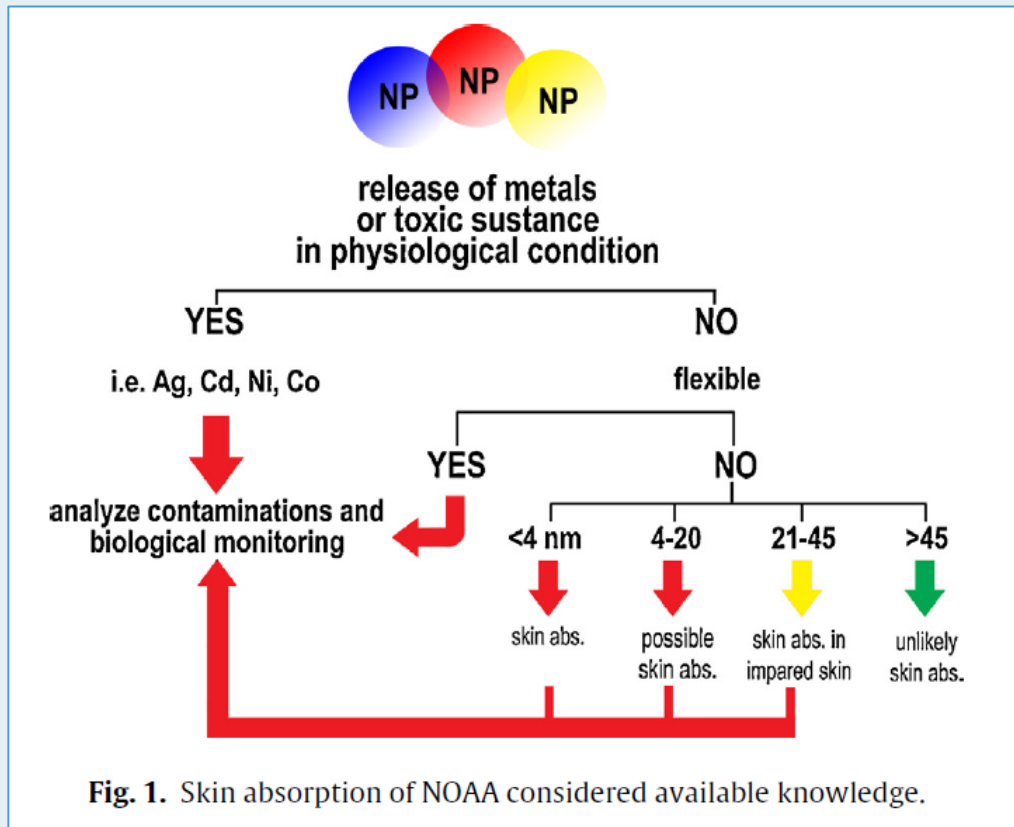 NP NP NP
release of metals
or toxic sustance
in physiological condition
YES NO
i.e. Ag, Cd, Ni, Co flexible
YES NO
analyze contaminations and
biological monitoring
<4 nm 4-20 21-45 >45
skin abs. possible skin abs. in unlikely
skin abs. impared skin skin abs.
Fig. 1. Skin absorption of NOAA considered available knowledge.